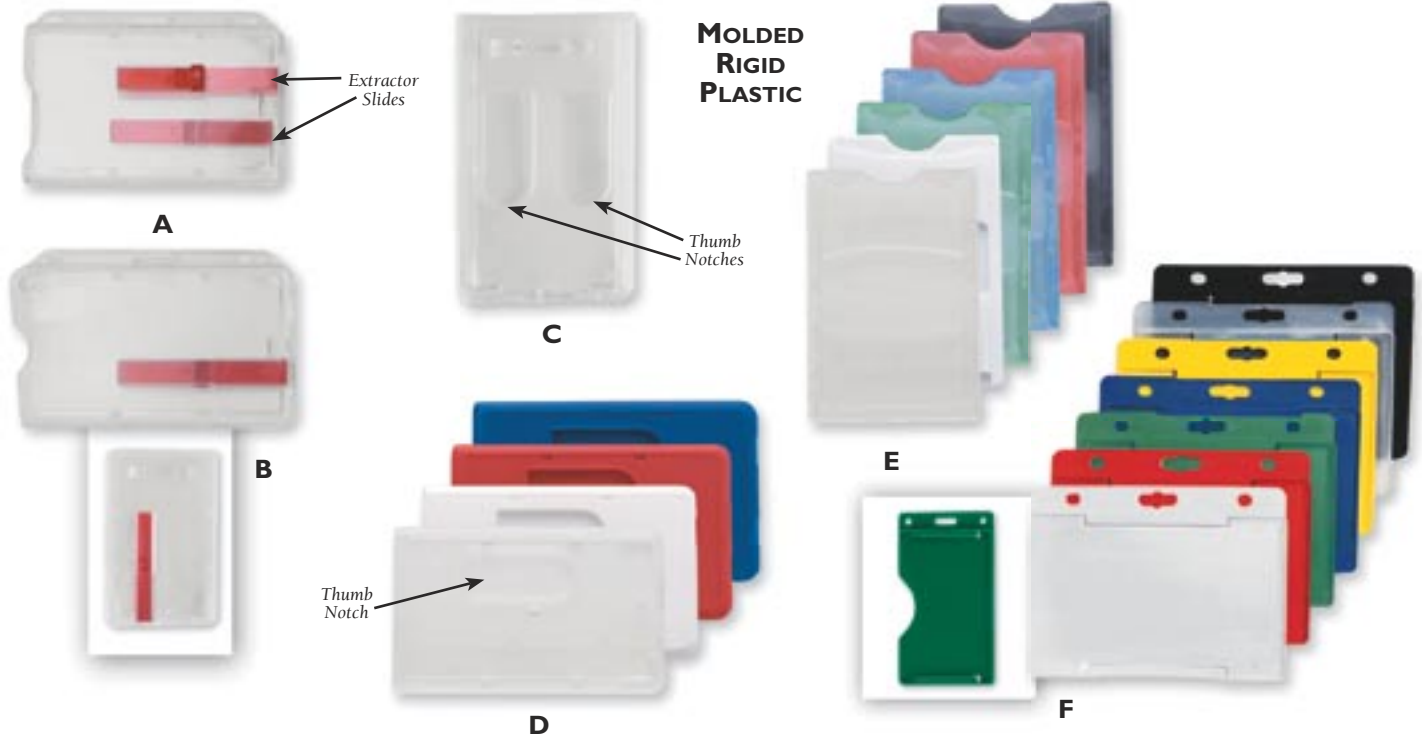 MOLDED
RIGID
PLASTIC
Extractor
Slides
A
Thumb
Notches
C
B
E
Thumb
Notch
D
F